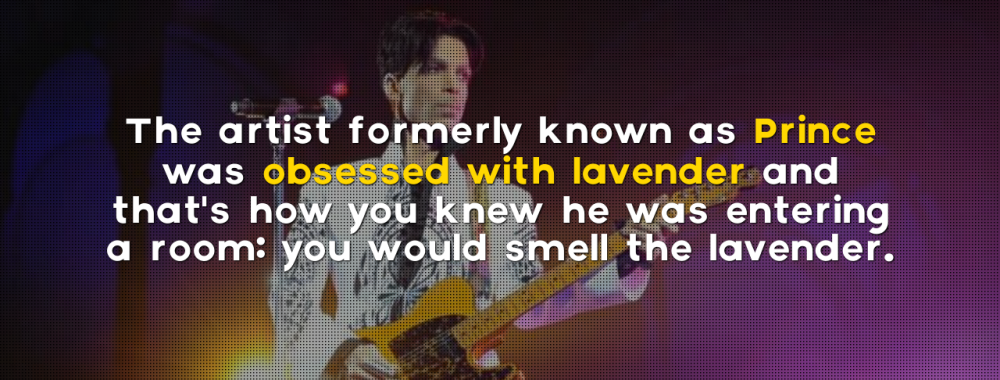 The artist formerly known as Prince
was obsessed with lavender and
that's how you knew he was entering
a room: you would smell the lavender.